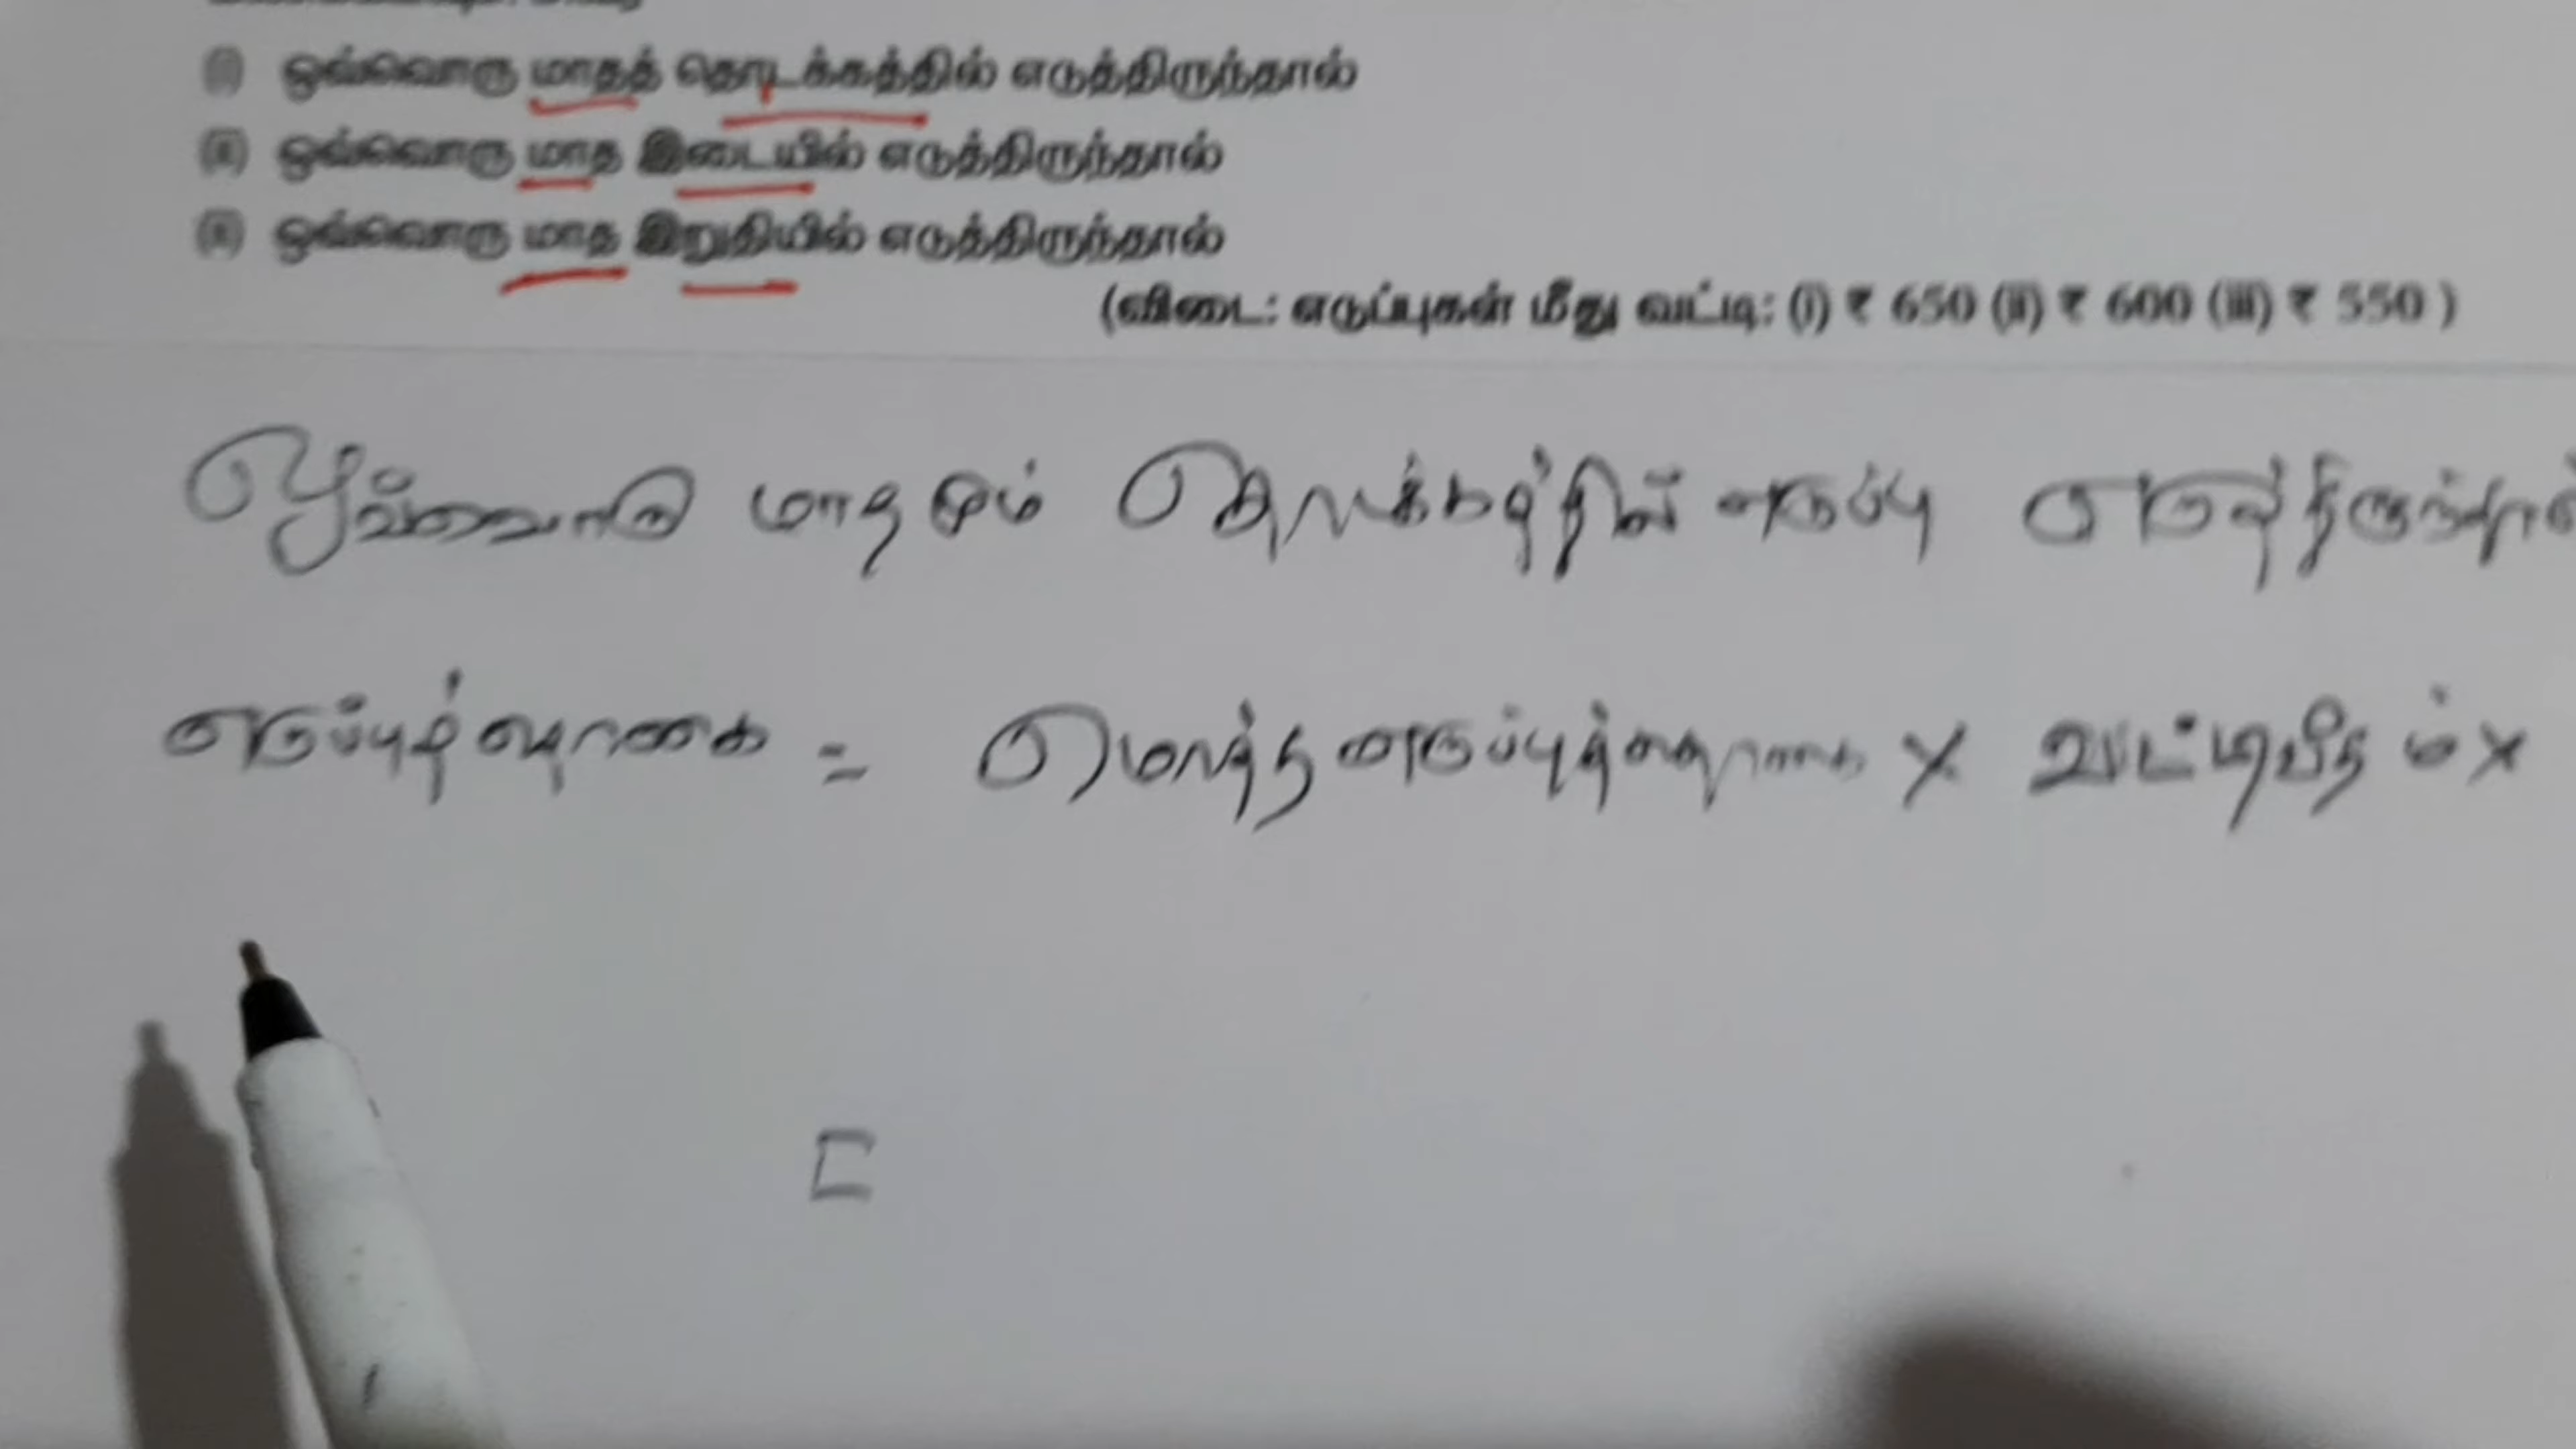 (i) ஒவ்வொரு மாதத் தொடக்கத்தில் எடுத்திருந்தால்
(ii) ஒவ்வொரு மாத இடையில் எடுத்திருந்தால்
(ii) ஒவ்வொரு மாத இறுதியில் எடுத்திருந்தால்
(விடை: எடுப்புகள் மீது வட்டி: (i) ₹ 650 (ii) ₹ 600 (iii) ₹ 550 )
ஒவ்வொரு மாதமும் தொடக்கத்தில் எடுப்பு எடுத்திருந்தால்
எடுப்புத்தொகை = மொத்த எடுப்புத்தொகை X வட்டிவீதம் X